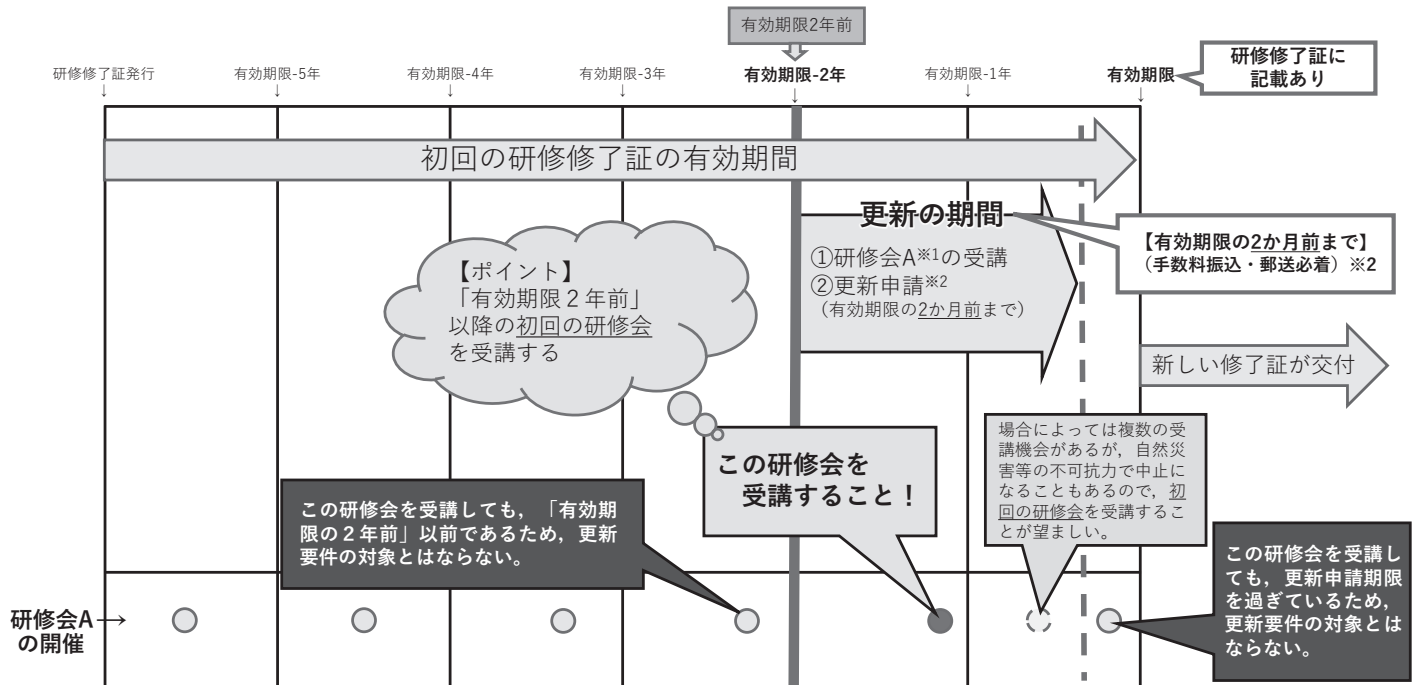 有効期限2年前
研修修了証発行
有効期限-5年
有効期限-4年
有効期限-3年
有効期限-2年
有効期限-1年
有効期限
研修修了証に
記載あり
↓
↓
↓
↓
↓
↓
↓
初回の研修修了証の有効期間
更新の期間
①研修会A※1の受講
②更新申請※2
（有効期限の2か月前まで）
【有効期限の2か月前まで】
（手数料振込・郵送必着）※2
【ポイント】
「有効期限２年前」
以降の初回の研修会
を受講する
新しい修了証が交付
この研修会を
受講すること！
場合によっては複数の受
講機会があるが，自然災
害等の不可抗力で中止に
なることもあるので，初
回の研修会を受講するこ
とが望ましい。
この研修会を受講しても，「有効期
限の２年前」以前であるため，更新
要件の対象とはならない。
この研修会を受講し
ても，更新申請期限
を過ぎているため，
更新要件の対象とは
ならない。
研修会A→
の開催